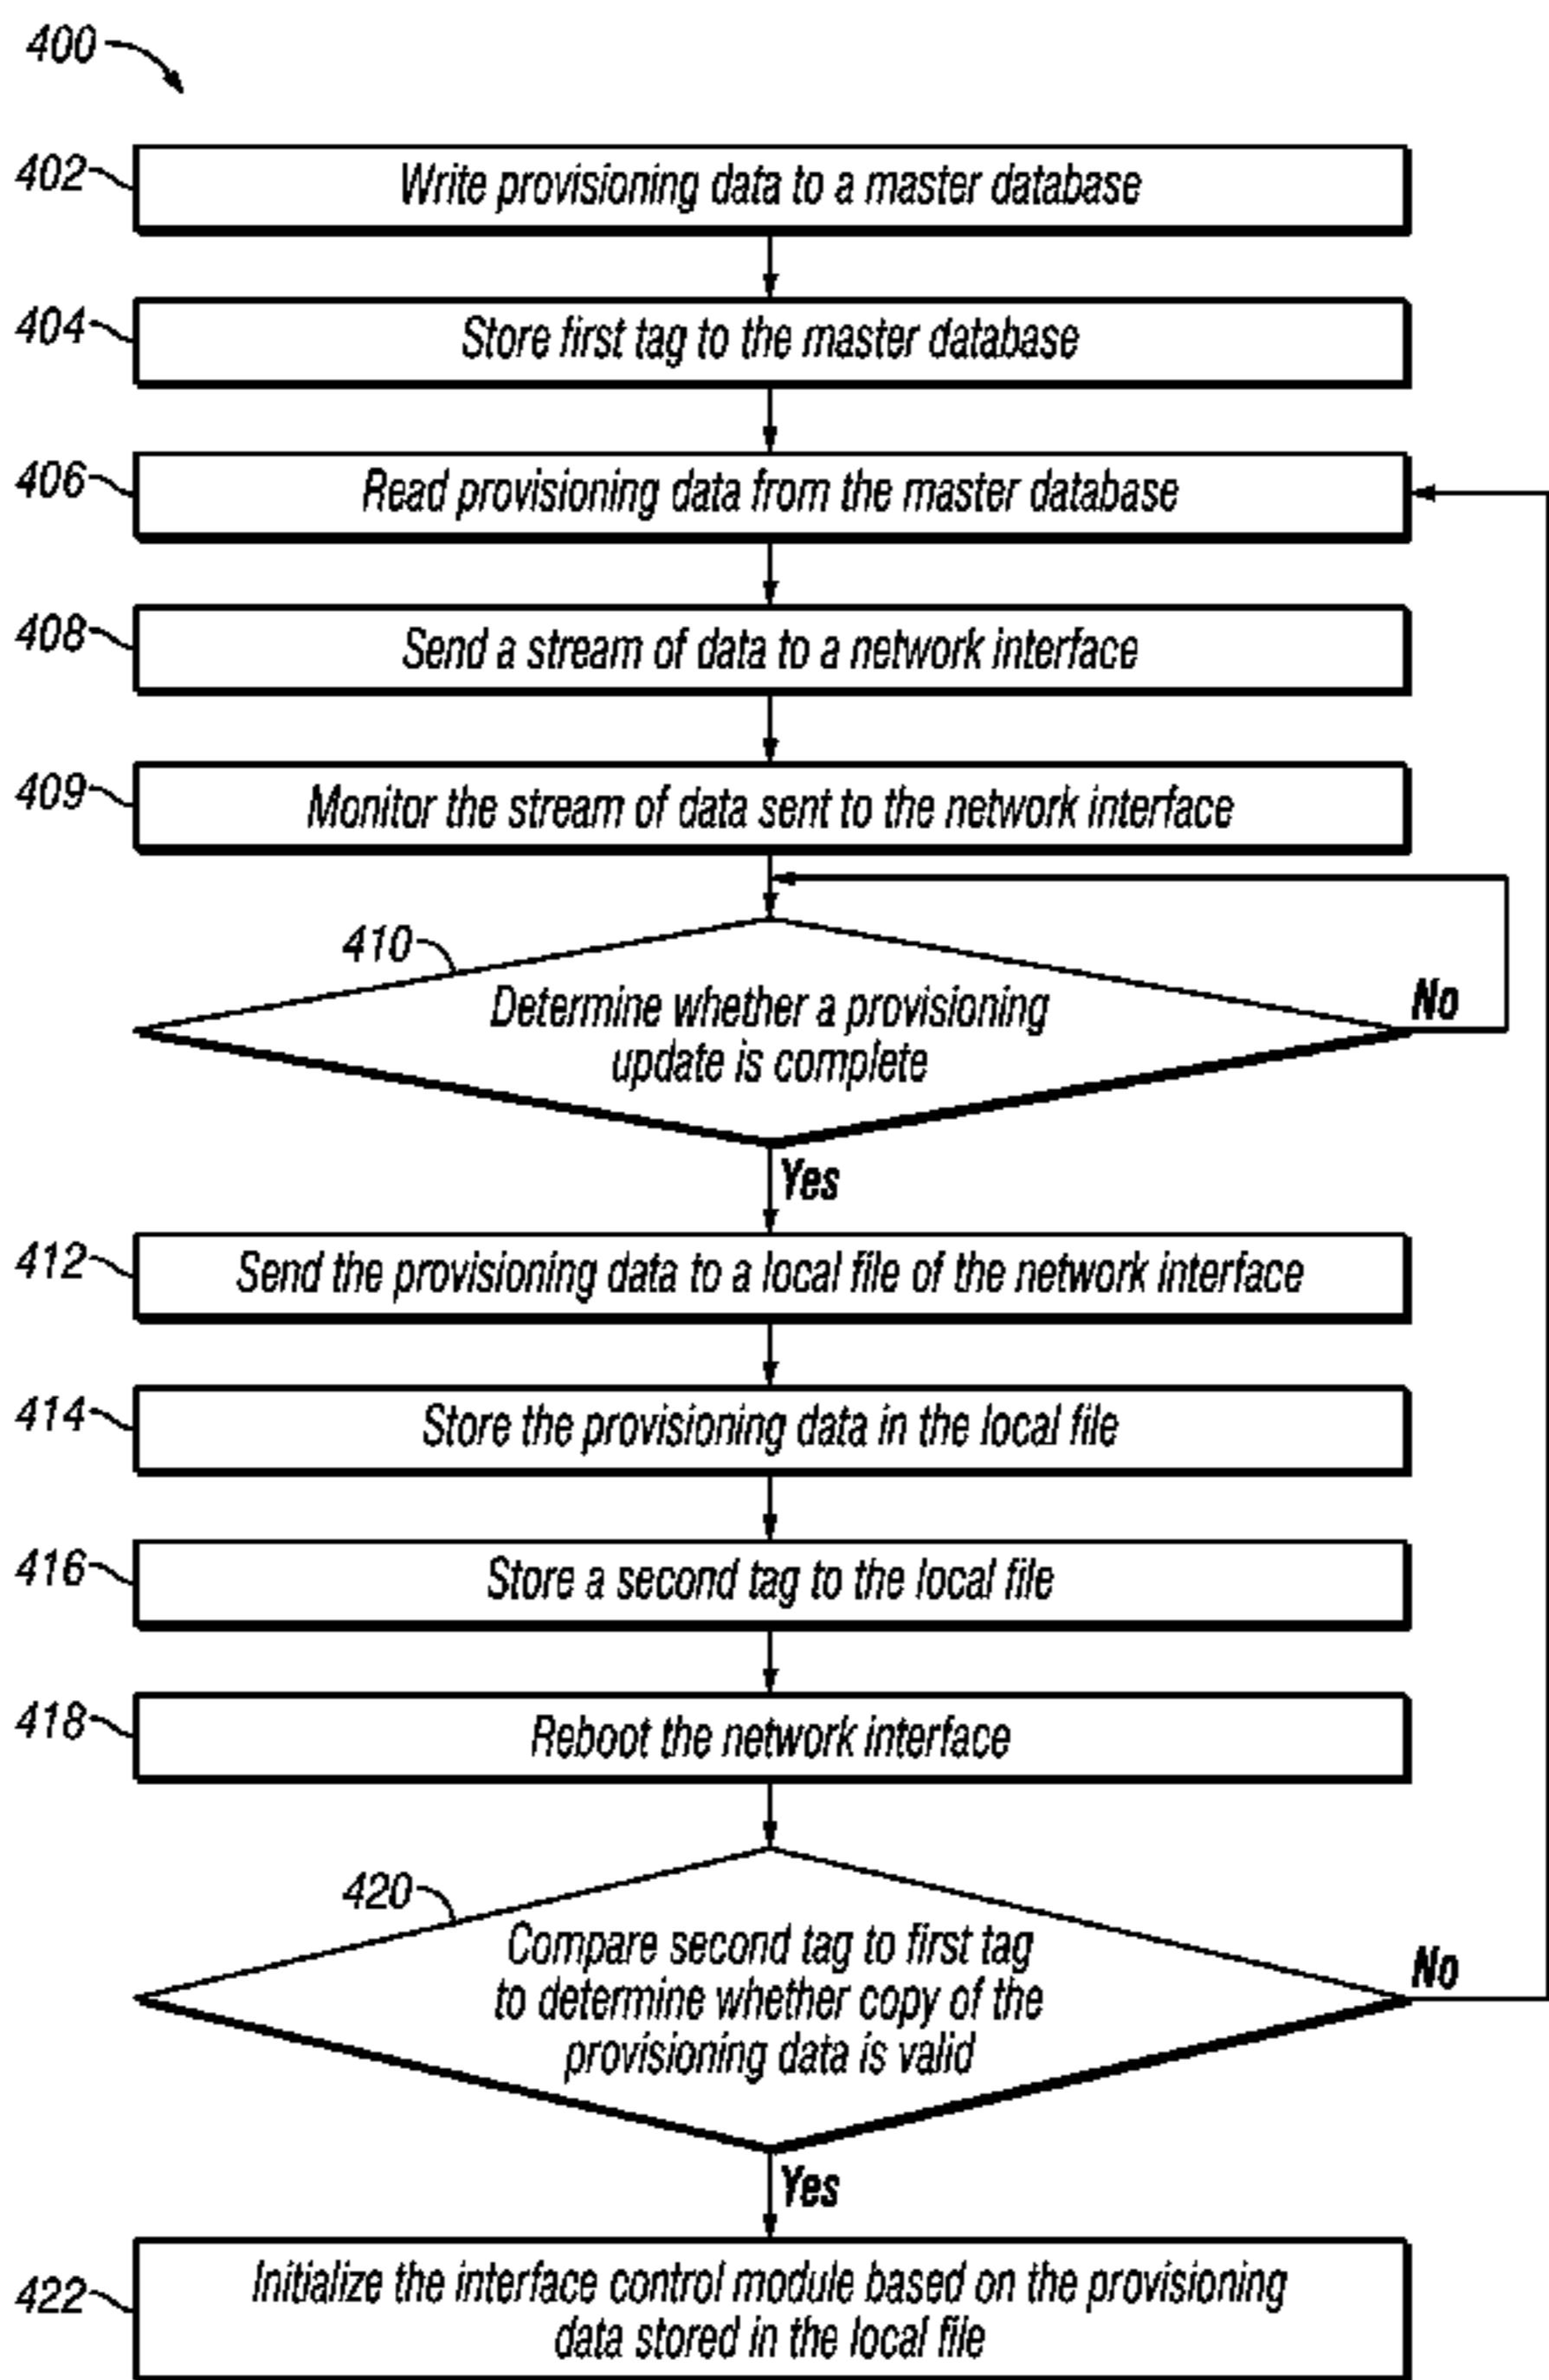 400
402
Write provisioning data to a master database
404
Store first tag to the master database
406
Read provisioning data from the master database
408
Send a stream of data to a network interface
409
Monitor the stream of data sent to the network interface
410
Determine whether a provisioning
update is complete
No
Yes
412
Send the provisioning data to a local file of the network interface
414
Store the provisioning data in the local file
416
Store a second tag to the local file
418
Reboot the network interface
420
Compare second tag to first tag
to determine whether copy of the
provisioning data is valid
No
Yes
422
Initialize the interface control module based on the provisioning
data stored in the local file